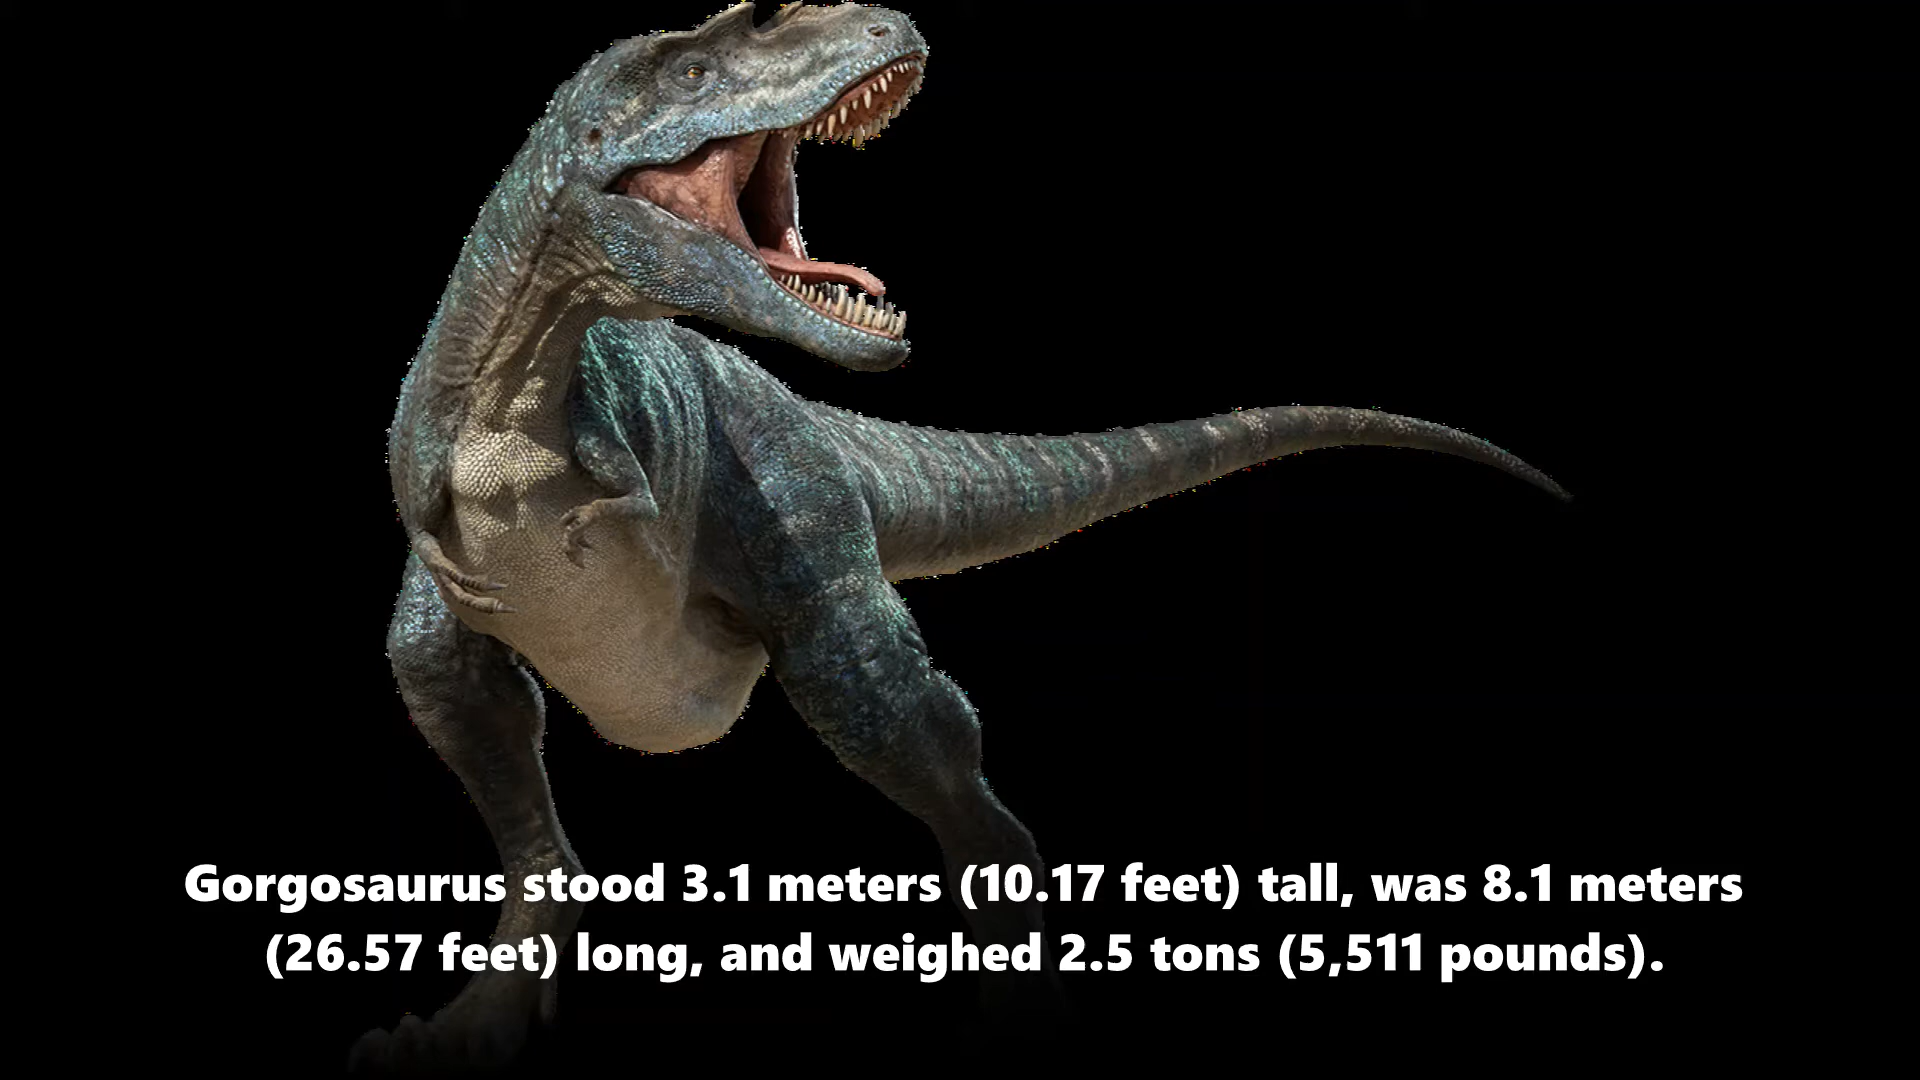 Gorgosaurus stood 3.1 meters (10.17 feet) tall, was 8.1 meters
(26.57 feet) long, and weighed 2.5 tons (5,511 pounds).